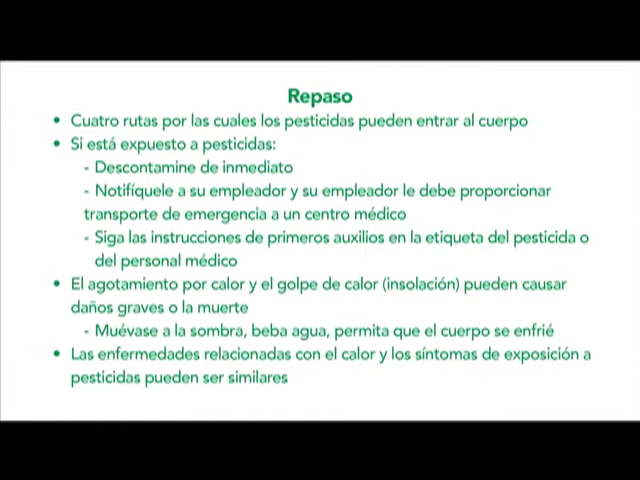 Repaso
• Cuatro rutas por las cuales los pesticidas pueden entrar al cuerpo
• Si está expuesto a pesticidas:
- Descontamine de inmediato
- Notifíquele a su empleador y su empleador le debe proporcionar
transporte de emergencia a un centro médico
- Siga las instrucciones de primeros auxilios en la etiqueta del pesticida o
del personal médico
• El agotamiento por calor y el golpe de calor (insolación) pueden causar
daños graves o la muerte
- Muévase a la sombra, beba agua, permita que el cuerpo se enfrié
• Las enfermedades relacionadas con el calor y los síntomas de exposición a
pesticidas pueden ser similares